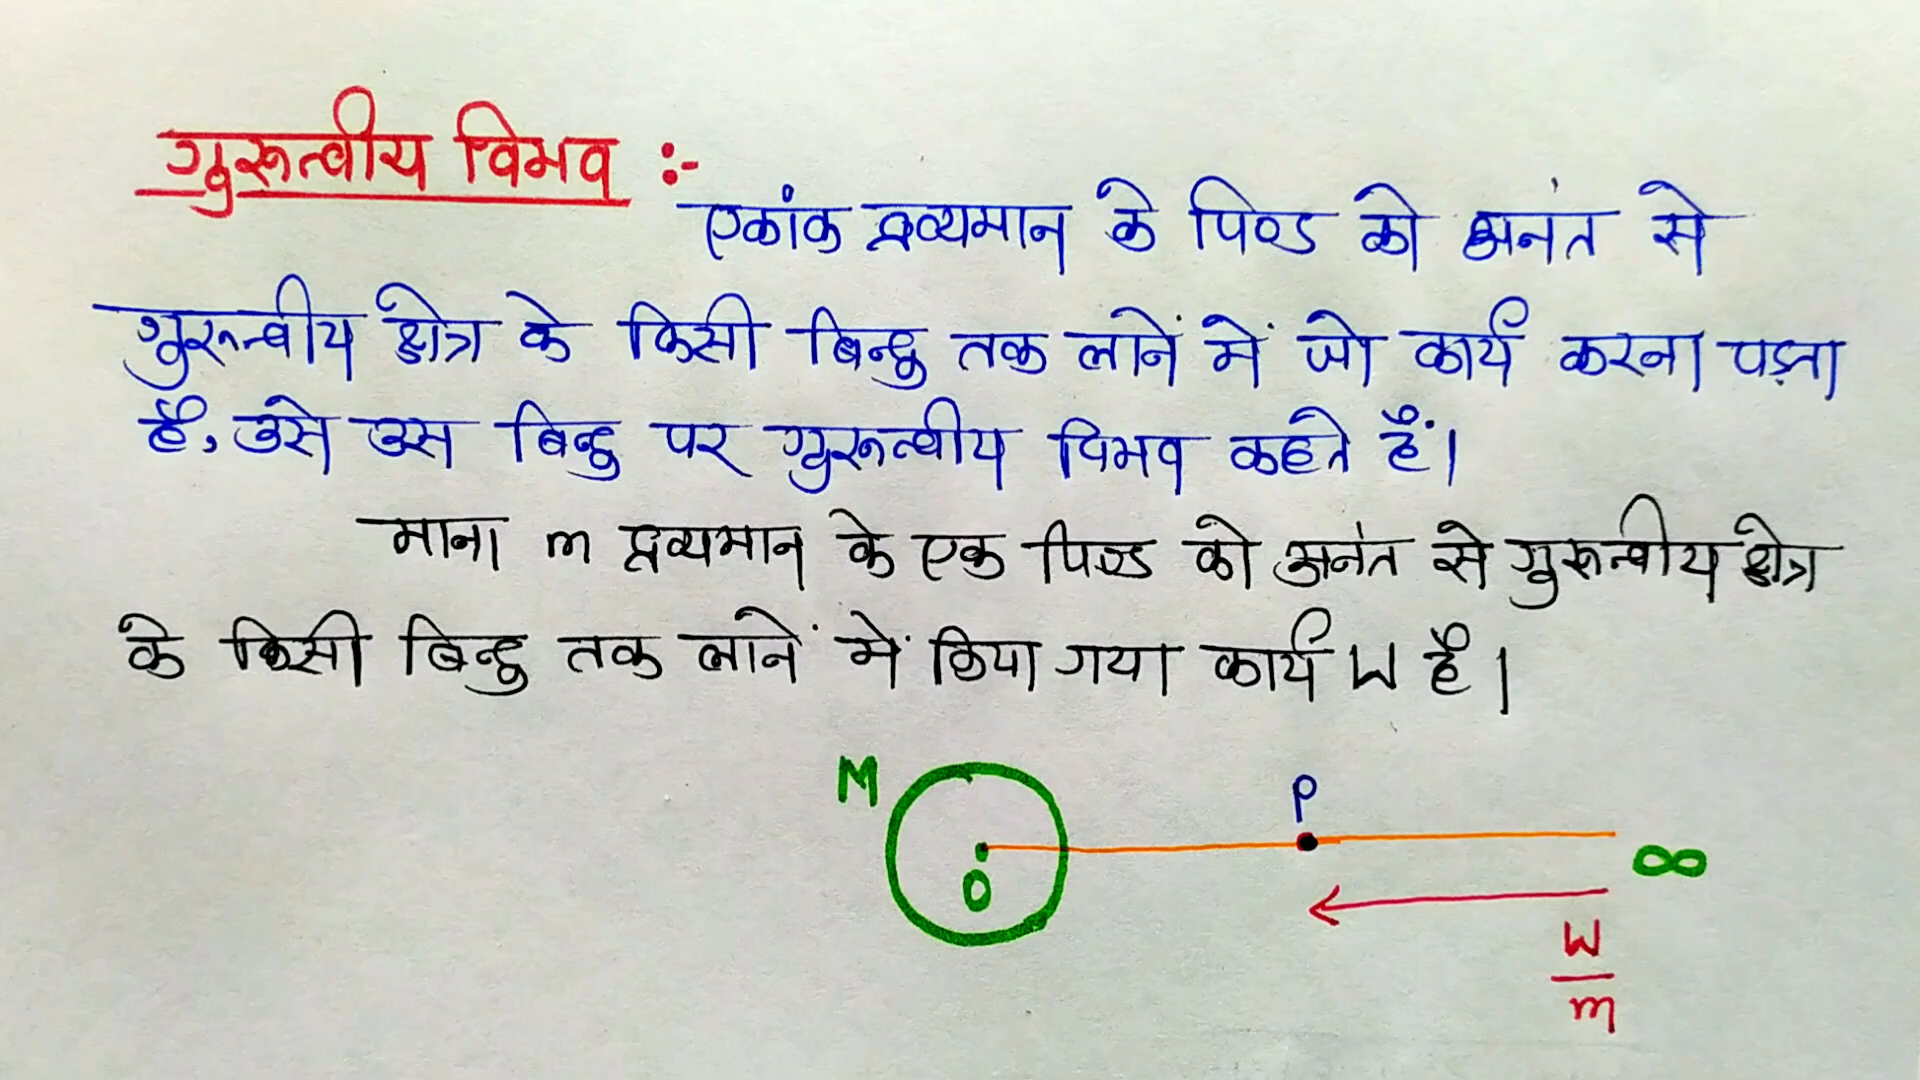 गुरूत्वीय विभव :-
एकांक द्रव्यमान के पिण्ड को अनंत से
गुरूत्वीय क्षेत्र के किसी बिन्दु तक लानें में जो कार्य करना पड़ता
है, उसे उस बिन्दु पर गुरूत्वीय विभव कहते हैं।
माना m द्रव्यमान के एक पिण्ड को अनंत से गुरूत्वीय क्षेत्र
के किसी बिन्दु तक लानें में किया गया कार्य W है।
M
P
O
∞
W
m